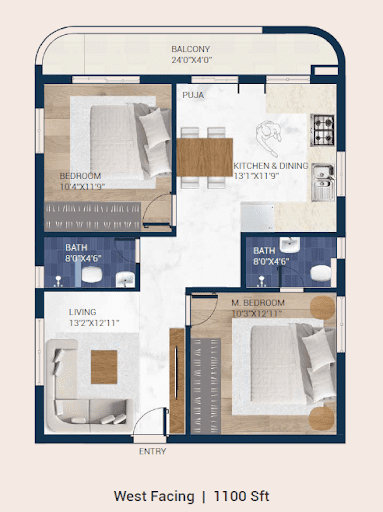 BALCONY
24'0"X4'0"
PUJA
BEDROOM
10'4"X11'9"
KITCHEN & DINING
13'1"X11'9"
BATH
8'0"X4'6"
BATH
8'0"X4'6"
LIVING
13'2"X12'11"
M. BEDROOM
10'3"X12'11"
ENTRY
West Facing | 1100 Sft